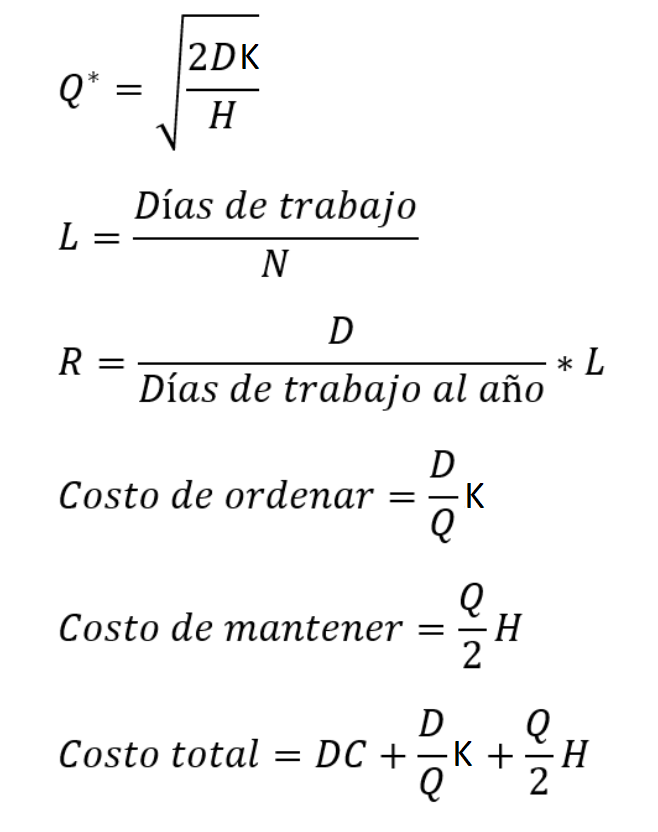 Q* = √(2DK / H)
L = Días de trabajo / N
R = D / Días de trabajo al año * L
Costo de ordenar = D/Q K
Costo de mantener = Q/2 H
Costo total = DC + D/Q K + Q/2 H